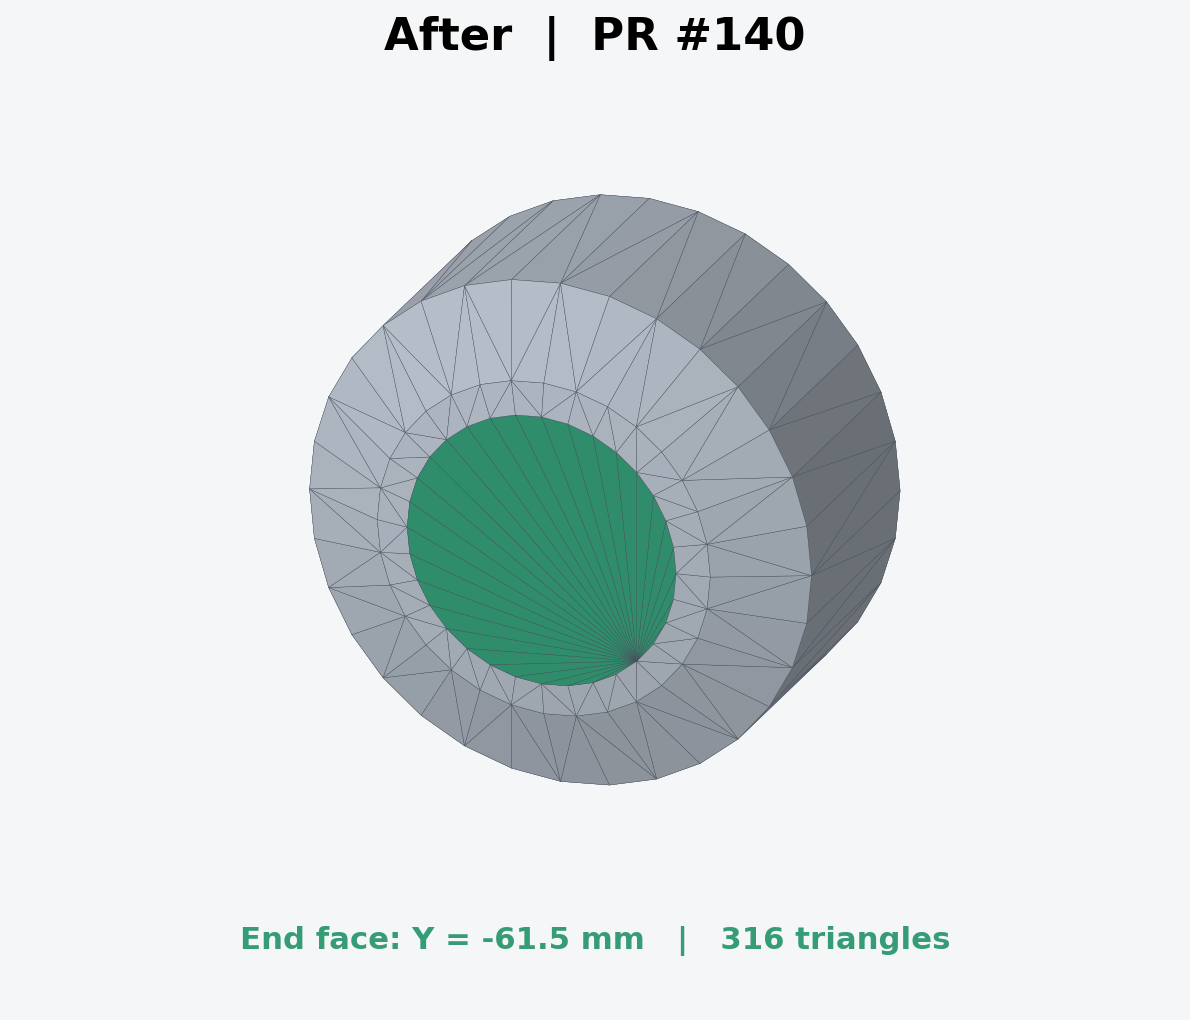 After | PR #140
End face: Y = -61.5 mm | 316 triangles